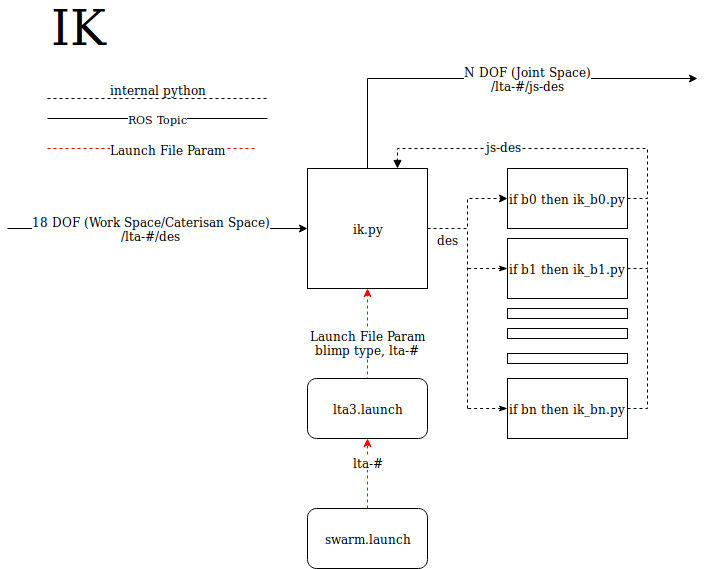 IK
internal python
ROS Topic
Launch File Param
N DOF (Joint Space)
/lta-#/js-des
js-des
18 DOF (Work Space/Caterisan Space)
/lta-#/des
ik.py
des
if b0 then ik_b0.py
if b1 then ik_b1.py
if bn then ik_bn.py
Launch File Param
blimp type, lta-#
lta3.launch
lta-#
swarm.launch